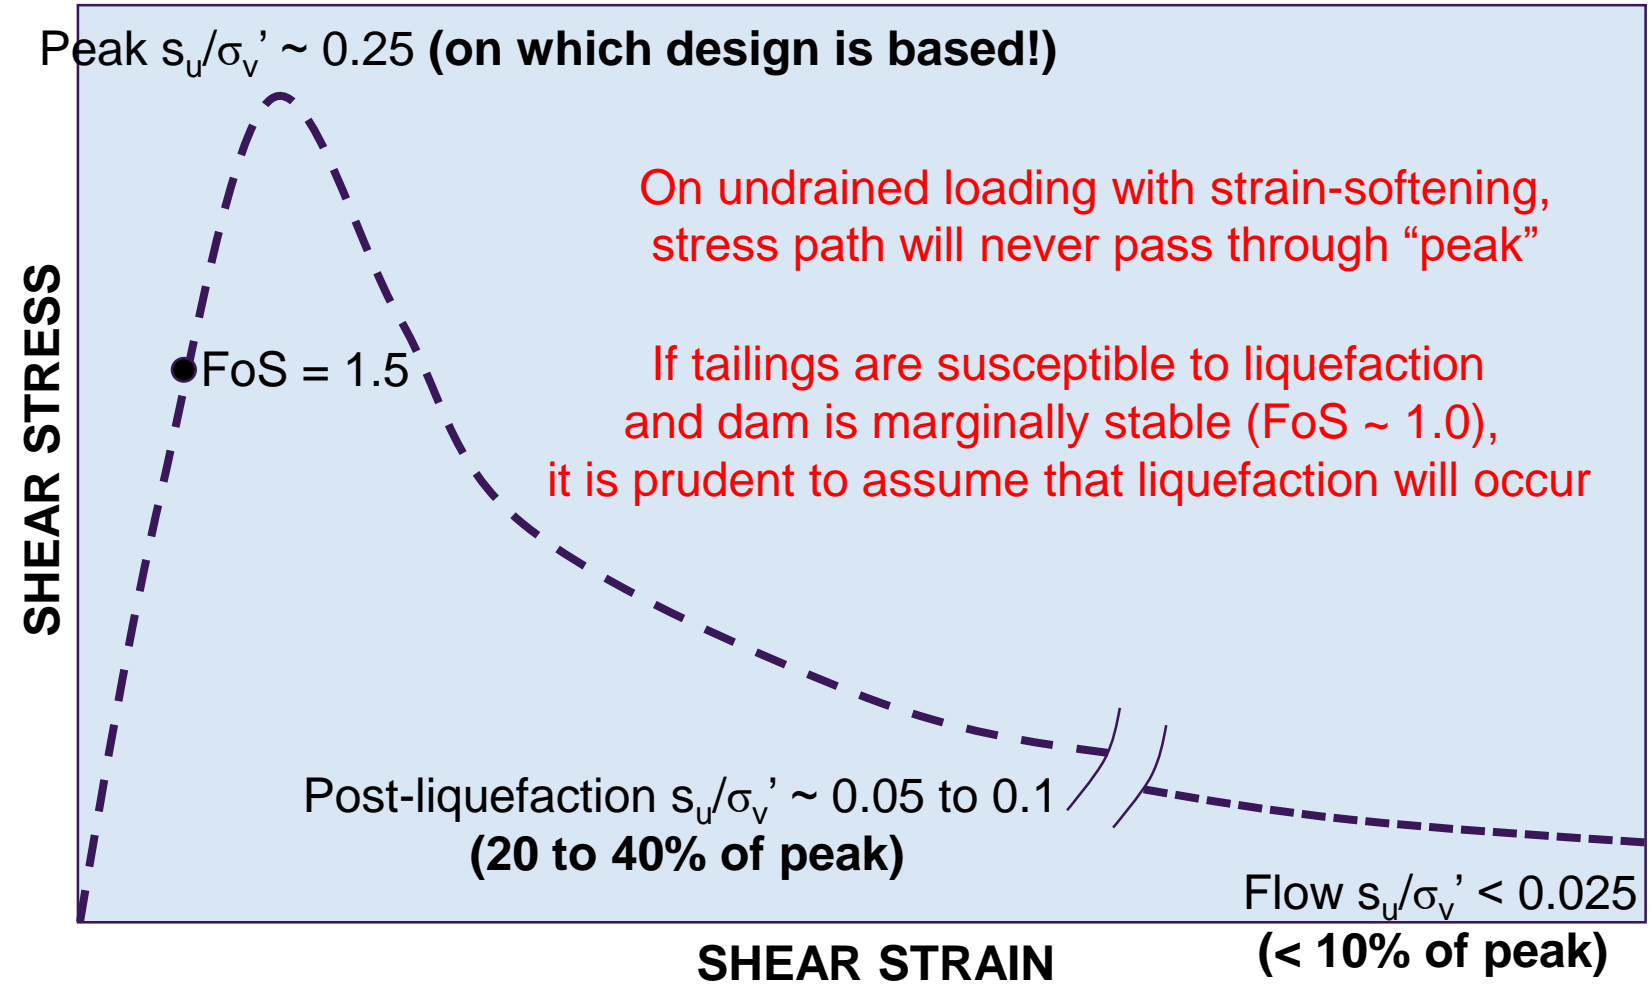 Peak su/σv’ ~ 0.25 (on which design is based!)
On undrained loading with strain-softening,
stress path will never pass through “peak”
FoS = 1.5
If tailings are susceptible to liquefaction
and dam is marginally stable (FoS ~ 1.0),
it is prudent to assume that liquefaction will occur
SHEAR STRESS
Post-liquefaction su/σv’ ~ 0.05 to 0.1
(20 to 40% of peak)
Flow su/σv’ < 0.025
(< 10% of peak)
SHEAR STRAIN